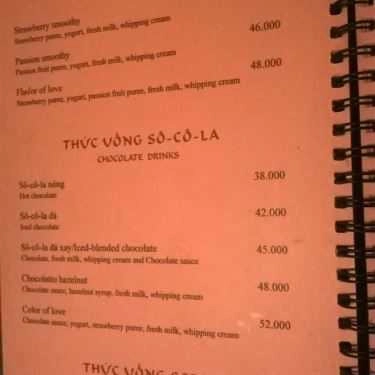 Strawberry smoothy
Strawberry puree, yogurt, fresh milk, whipping cream 46.000
Passion smoothy
Passion fruit puree, yogurt, fresh milk, whipping cream 48.000
Flador of love
Strawberry puree, yogurt, passion fruit puree, fresh milk, whipping cream
THỨC UỐNG SÔ-CÔ-LA
CHOCOLATE DRINKS
Sô-cô-la nóng 38.000
Hot chocolate
Sô-cô-la đá 42.000
Iced chocolate
Sô-cô-la đá xay/Iced-blended chocolate 45.000
Chocolate, fresh milk, whipping cream and Chocolate sauce
Chocolatto hazelnut 48.000
Chocolate sauce, hazelnut syrup, fresh milk, whipping cream
Color of love 52.000
Chocolate sauce, yogurt, strawberry puree, fresh milk, whipping cream
THỨC UỐNG